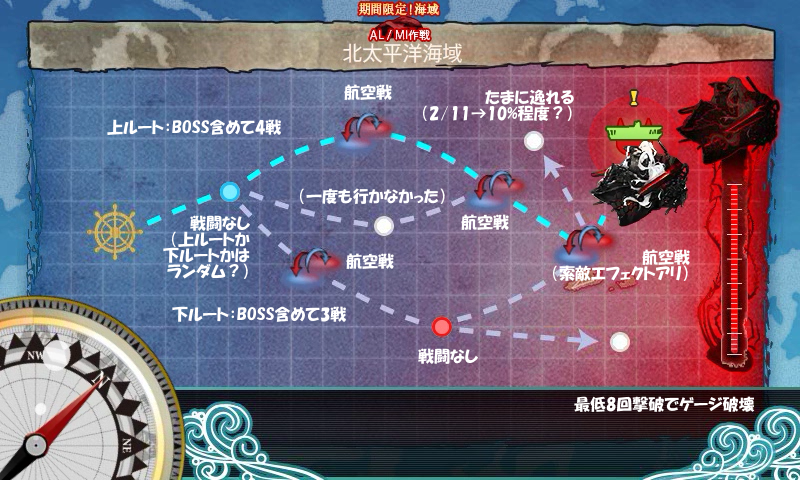 期間限定!海域
AL/MI作戦
北太平洋海域
航空戦
たまに逸れる
(2/11→10%程度?)
上ルート:BOSS含めて4戦
(一度も行かなかった)
航空戦
戦闘なし
(上ルートか
下ルートかは
ランダム?)
航空戦
航空戦
(索敵エフェクトアリ)
下ルート:BOSS含めて3戦
戦闘なし
最低8回撃破でゲージ破壊
NW
N
NE